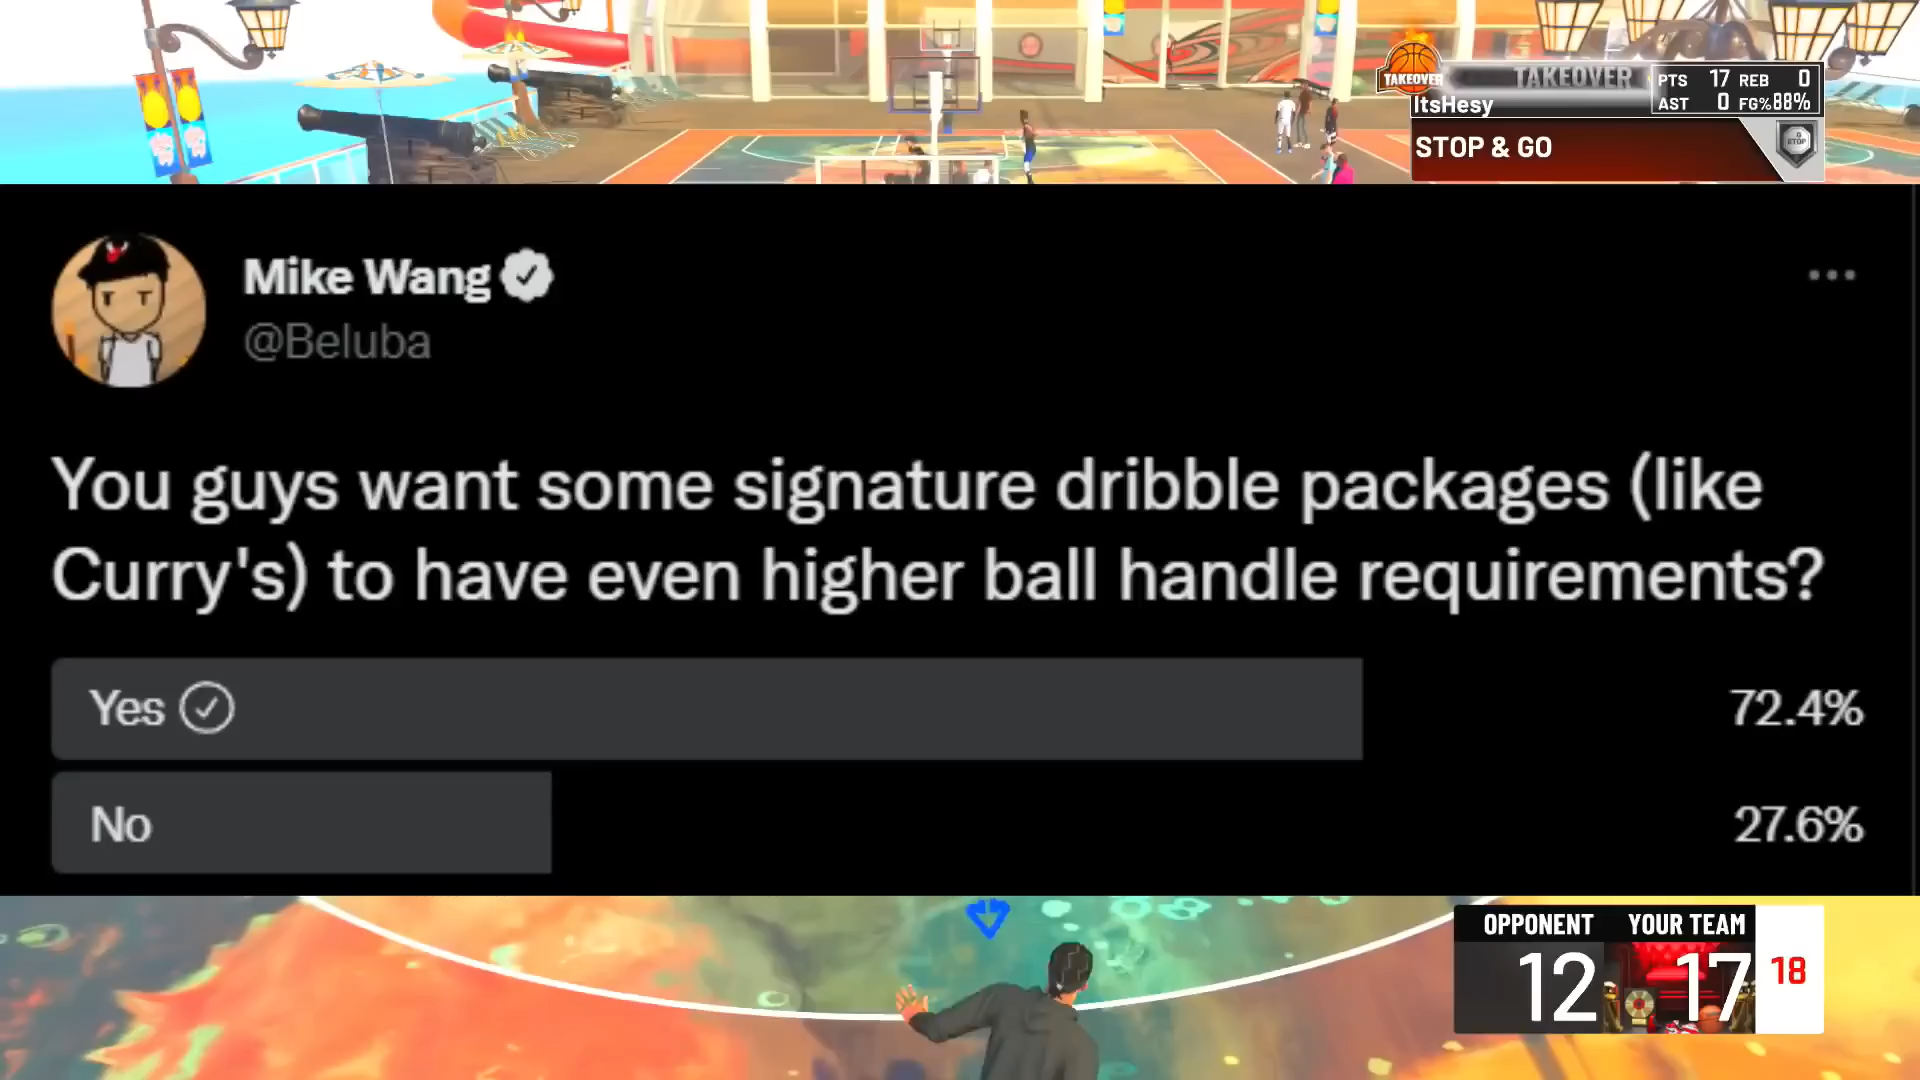 TAKEOVER
TAKEOVER
PTS 17 REB 0
ItsHesy
AST 0 FG% 88%
STOP & GO
STOP
Mike Wang
@Beluba
You guys want some signature dribble packages (like
Curry's) to have even higher ball handle requirements?
Yes 72.4%
No 27.6%
OPPONENT YOUR TEAM
12 17 18